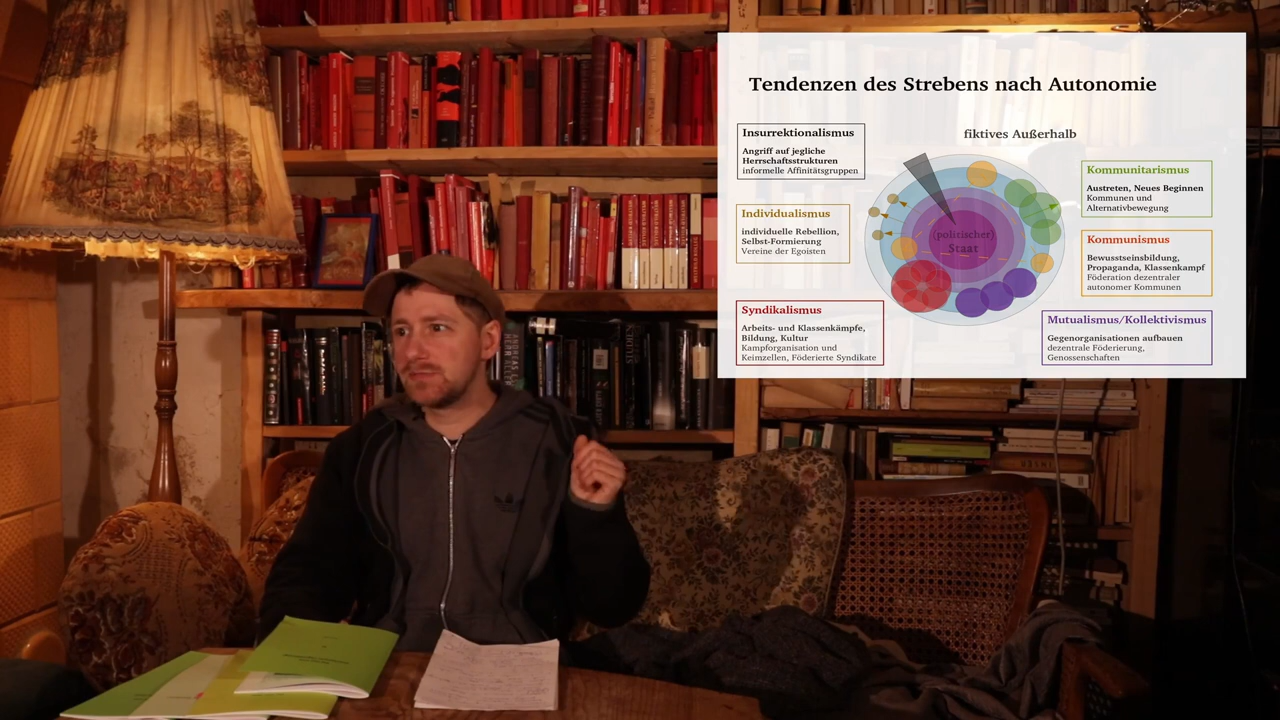 Tendenzen des Strebens nach Autonomie
fiktives Außerhalb
Insurrektionalismus
Angriff auf jegliche
Herrschaftsstrukturen
informelle Affinitätsgruppen
Individualismus
individuelle Rebellion,
Selbst-Formierung
Vereine der Egoisten
Syndikalismus
Arbeits- und Klassenkämpfe,
Bildung, Kultur
Kampforganisation und
Keimzellen, Föderierte Syndikate
(politischer)
Staat
Kommunitarismus
Austreten, Neues Beginnen
Kommunen und
Alternativbewegung
Kommunismus
Bewusstseinsbildung,
Propaganda, Klassenkampf
Föderation dezentraler
autonomer Kommunen
Mutualismus/Kollektivismus
Gegenorganisationen aufbauen
dezentrale Föderierung,
Genossenschaften